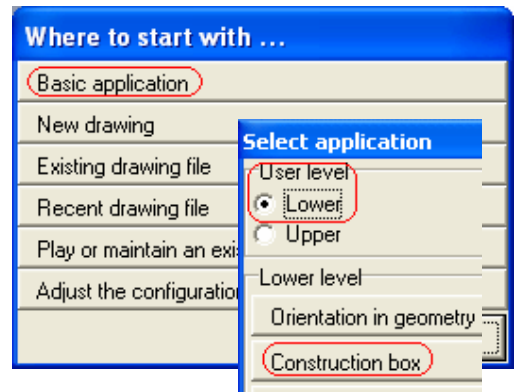 Where to start with ...
Basic application
New drawing
Existing drawing file
Recent drawing file
Play or maintain an
Adjust the configuration
Select application
User level
Lower
Upper
Lower level
Orientation in geometry
Construction box